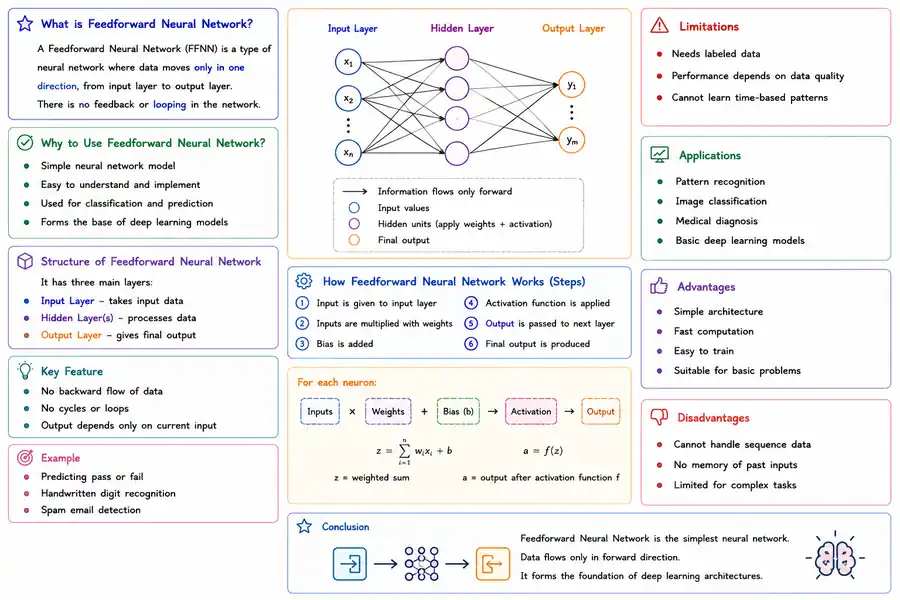 What is Feedforward Neural Network?
A Feedforward Neural Network (FFNN) is a type of
neural network where data moves only in one
direction, from input layer to output layer.
There is no feedback or looping in the network.
Why to Use Feedforward Neural Network?
Simple neural network model
Easy to understand and implement
Used for classification and prediction
Forms the base of deep learning models
Structure of Feedforward Neural Network
It has three main layers:
Input Layer – takes input data
Hidden Layer(s) – processes data
Output Layer – gives final output
Key Feature
No backward flow of data
No cycles or loops
Output depends only on current input
Example
Predicting pass or fail
Handwritten digit recognition
Spam email detection
Input Layer
Hidden Layer
Output Layer
x₁
x₂
xₙ
y₁
yₘ
Information flows only forward
Input values
Hidden units (apply weights + activation)
Final output
How Feedforward Neural Network Works (Steps)
1 Input is given to input layer
2 Inputs are multiplied with weights
3 Bias is added
4 Activation function is applied
5 Output is passed to next layer
6 Final output is produced
For each neuron:
Inputs × Weights + Bias (b) → Activation → Output
z = ∑ⁿᵢ₌₁ wᵢxᵢ + b
a = f(z)
z = weighted sum
a = output after activation function f
Limitations
Needs labeled data
Performance depends on data quality
Cannot learn time-based patterns
Applications
Pattern recognition
Image classification
Medical diagnosis
Basic deep learning models
Advantages
Simple architecture
Fast computation
Easy to train
Suitable for basic problems
Disadvantages
Cannot handle sequence data
No memory of past inputs
Limited for complex tasks
Conclusion
Feedforward Neural Network is the simplest neural network.
Data flows only in forward direction.
It forms the foundation of deep learning architectures.